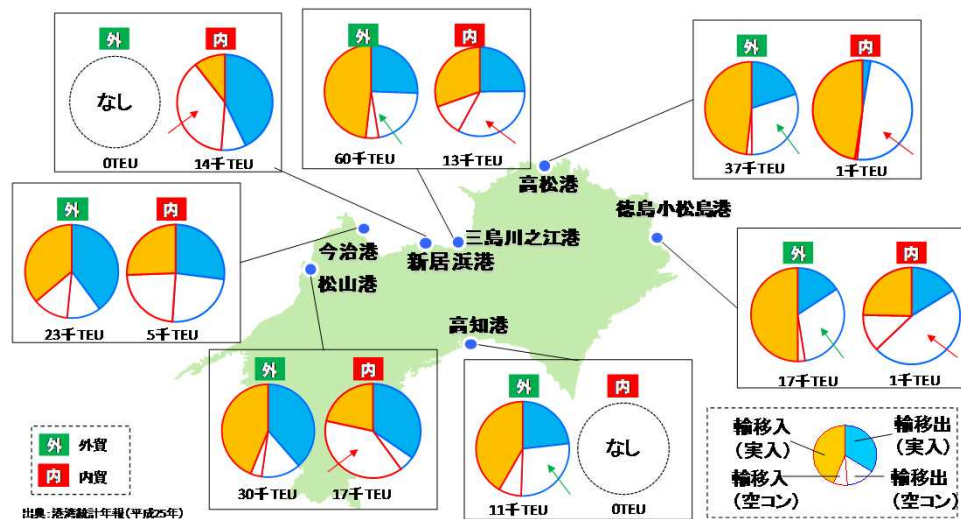 外 内
なし
0TEU 14千TEU
外 内
60千TEU 13千TEU
外 内
37千TEU 1千TEU
高松港
徳島小松島港
三島川之江港
今治港
新居浜港
松山港
高知港
外 内
23千TEU 5千TEU
外 内
17千TEU 1千TEU
外 内
30千TEU 17千TEU
外 内
なし
11千TEU 0TEU
外 外貿
内 内貿
輸移入 輸移出
(実入) (実入)
輸移入 輸移出
(空コン) (空コン)
出典:港湾統計年報(平成25年)